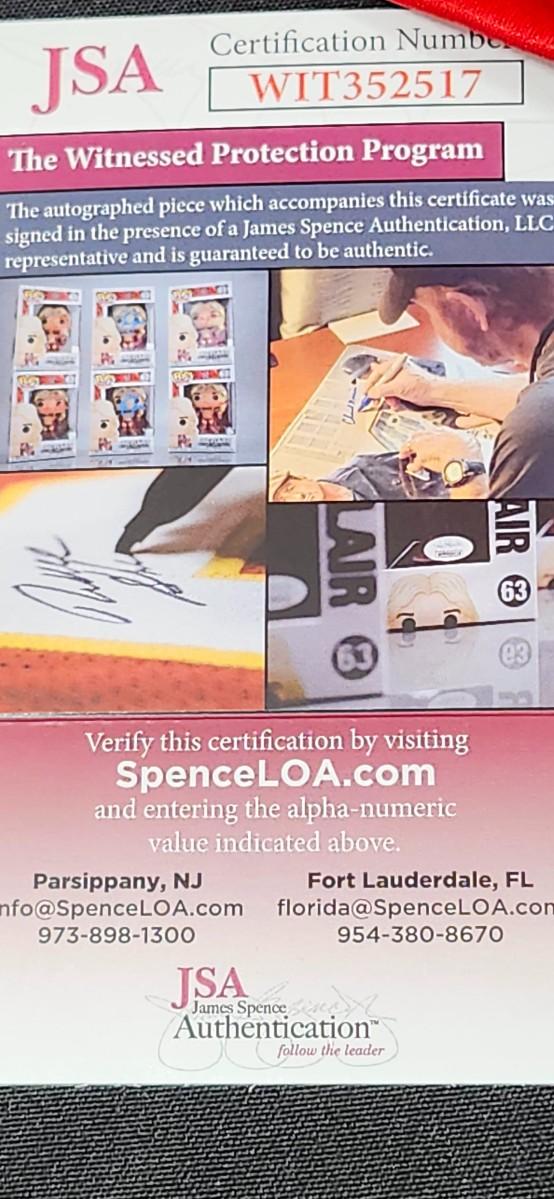 JSA
Certification Numbe
WIT352517
The Witnessed Protection Program
The autographed piece which accompanies this certificate was
signed in the presence of a James Spence Authentication, LLC
representative and is guaranteed to be authentic.
LAIR
63
AIR
63
Verify this certification by visiting
SpenceLOA.com
and entering the alpha-numeric
value indicated above.
Parsippany, NJ
nfo@SpenceLOA.com
973-898-1300
Fort Lauderdale, FL
florida@SpenceLOA.com
954-380-8670
JSA
James Spence
Authentication™
follow the leader